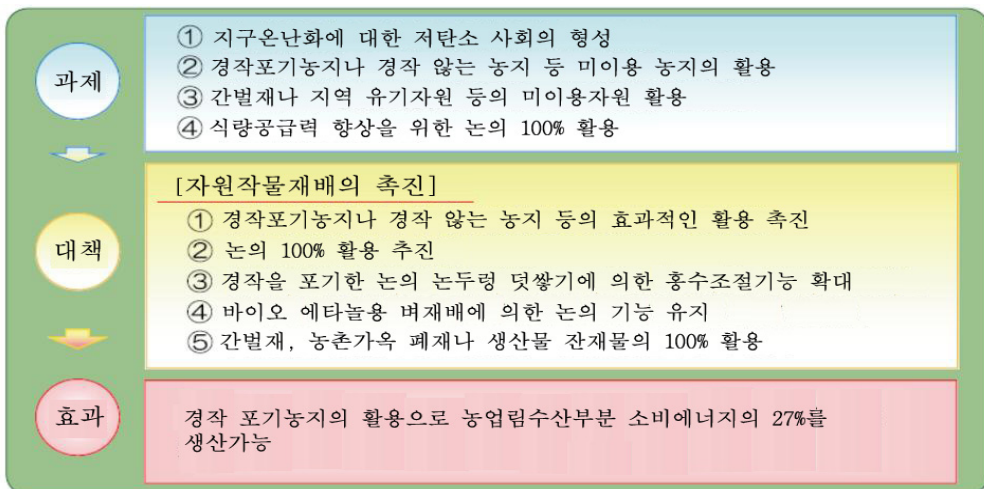 과제
① 지구온난화에 대한 저탄소 사회의 형성
② 경작포기농지나 경작 않는 농지 등 미이용 농지의 활용
③ 간벌재나 지역 유기자원 등의 미이용자원 활용
④ 식량공급력 향상을 위한 논의 100% 활용
대책
[자원작물재배의 촉진]
① 경작포기농지나 경작 않는 농지 등의 효과적인 활용 촉진
② 논의 100% 활용 추진
③ 경작을 포기한 논의 논두렁 덧쌓기에 의한 홍수조절기능 확대
④ 바이오 에타놀용 벼재배에 의한 논의 기능 유지
⑤ 간벌재, 농촌가옥 폐재나 생산물 잔재물의 100% 활용
효과
경작 포기농지의 활용으로 농업림수산부분 소비에너지의 27%를
생산가능